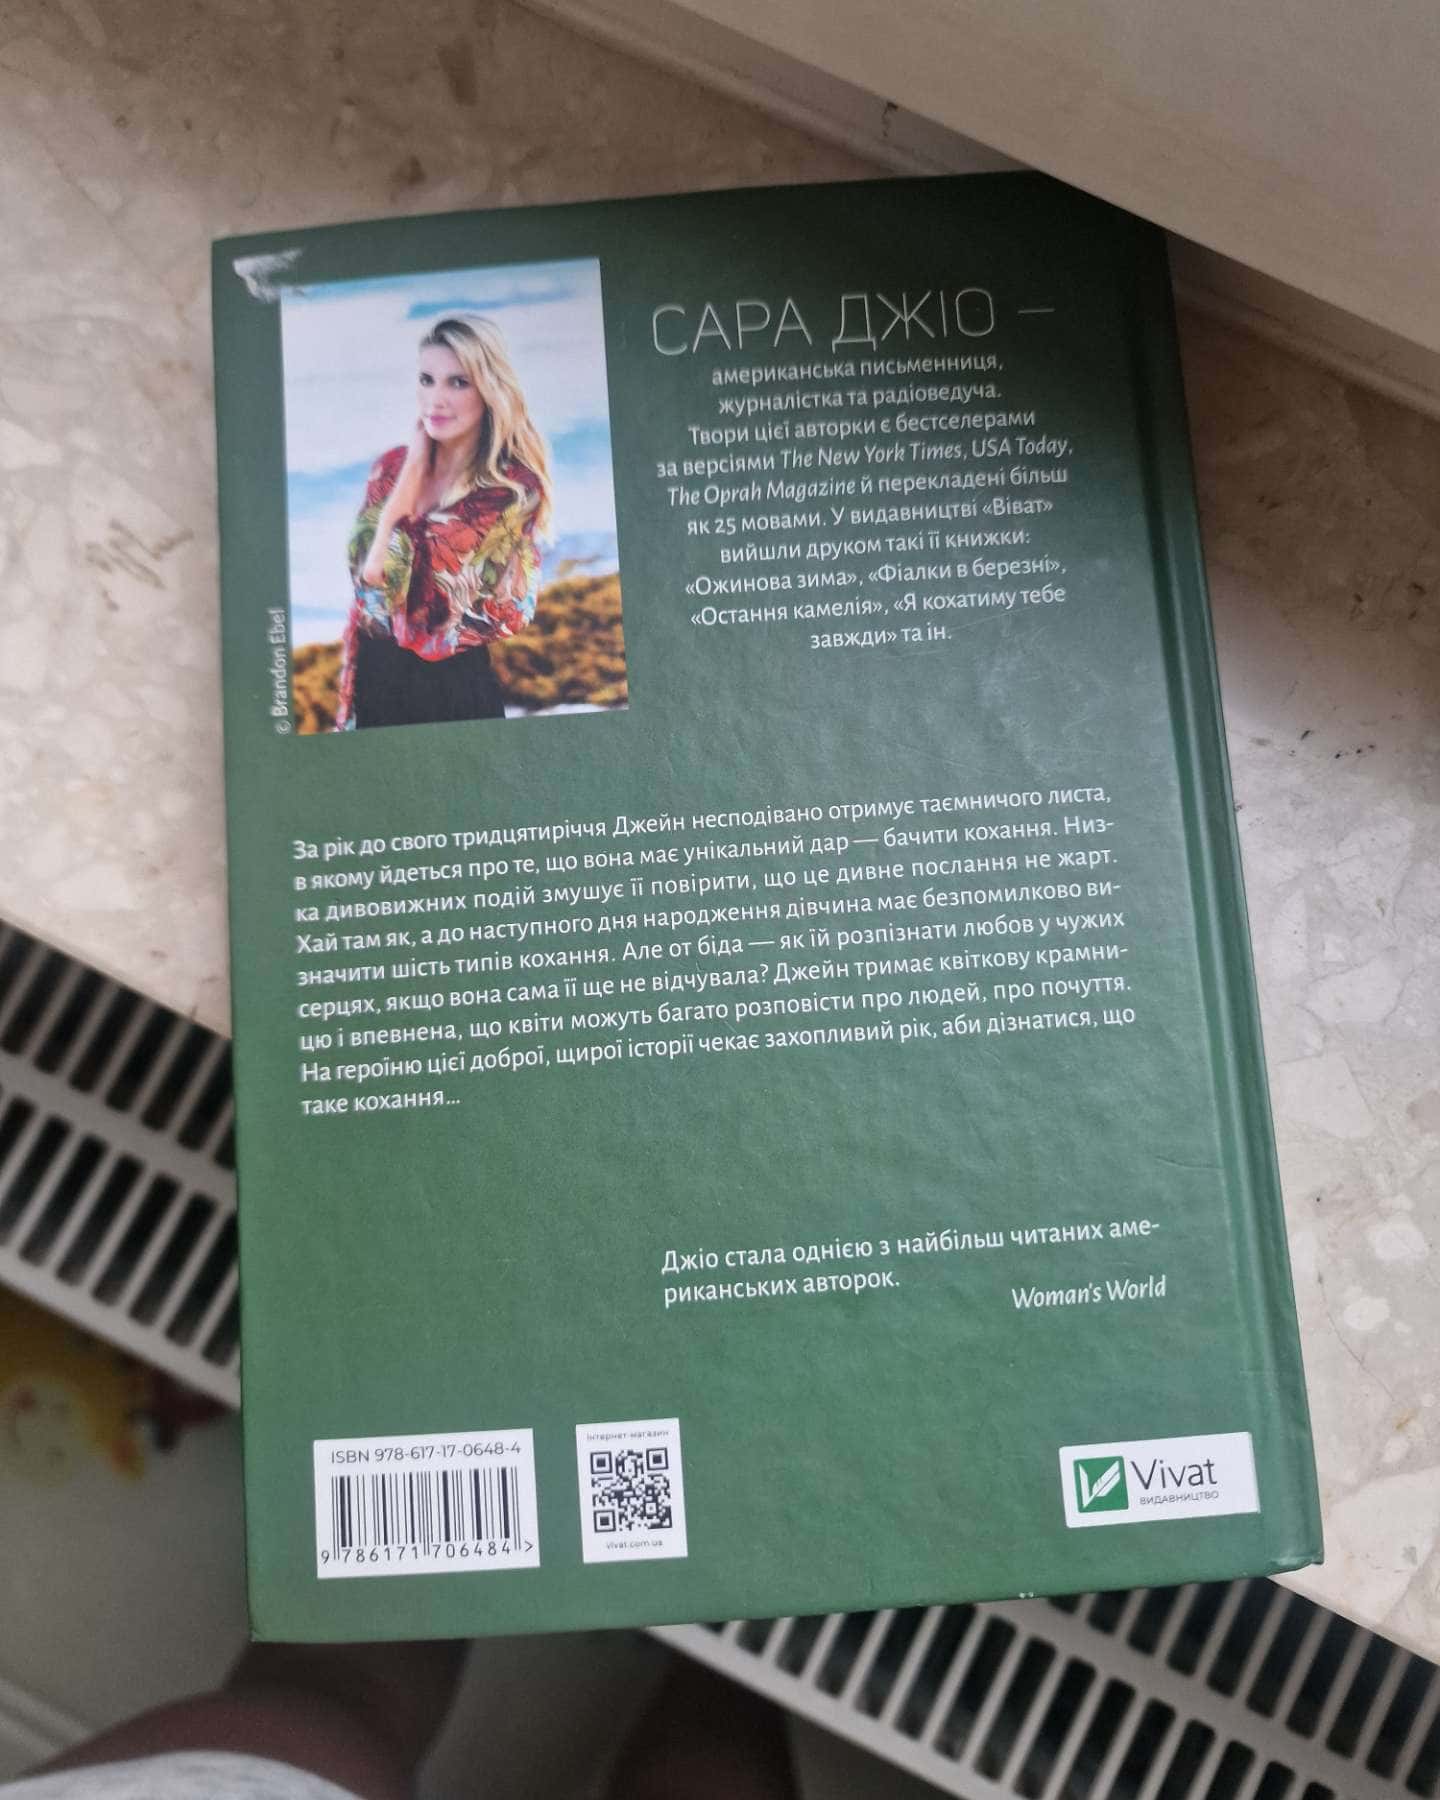 САРА ДЖІО —
американська письменниця,
журналістка та радіоведуча.
Твори цієї авторки є бестселерами
за версіями The New York Times, USA Today,
The Oprah Magazine й перекладені більш
як 25 мовами. У видавництві «Віват»
вийшли друком такі її книжки:
«Ожинова зима», «Фіалки в березні»,
«Остання камелія», «Я кохатиму тебе
завжди» та ін.
© Brandon Ebel
За рік до свого тридцятиріччя Джейн несподівано отримує таємничого листа,
в якому йдеться про те, що вона має унікальний дар — бачити кохання. Низ-
ка дивовижних подій змушує її повірити, що це дивне послання не жарт.
Хай там як, а до наступного дня народження дівчина має безпомилково ви-
значити шість типів кохання. Але от біда — як їй розпізнати любов у чужих
серцях, якщо вона сама її ще не відчувала? Джейн тримає квіткову крамни-
цю і впевнена, що квіти можуть багато розповісти про людей, про почуття.
На героїню цієї доброї, щирої історії чекає захопливий рік, аби дізнатися, що
таке кохання...
Джіо стала однією з найбільш читаних аме-
риканських авторок.
Woman's World
ISBN 978-617-17-0648-4
9 786171 706484 >
Інтернет-магазин
vivat.com.ua
Vivat
ВИДАВНИЦТВО